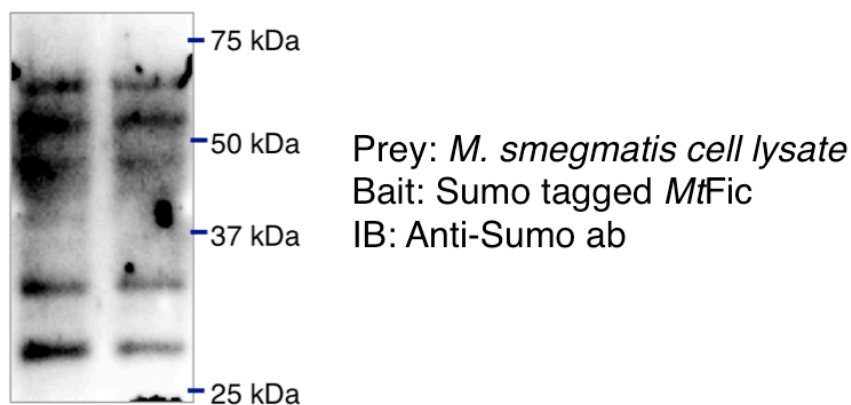 75 kDa
50 kDa
37 kDa
25 kDa
Prey: M. smegmatis cell lysate
Bait: Sumo tagged MtFic
IB: Anti-Sumo ab